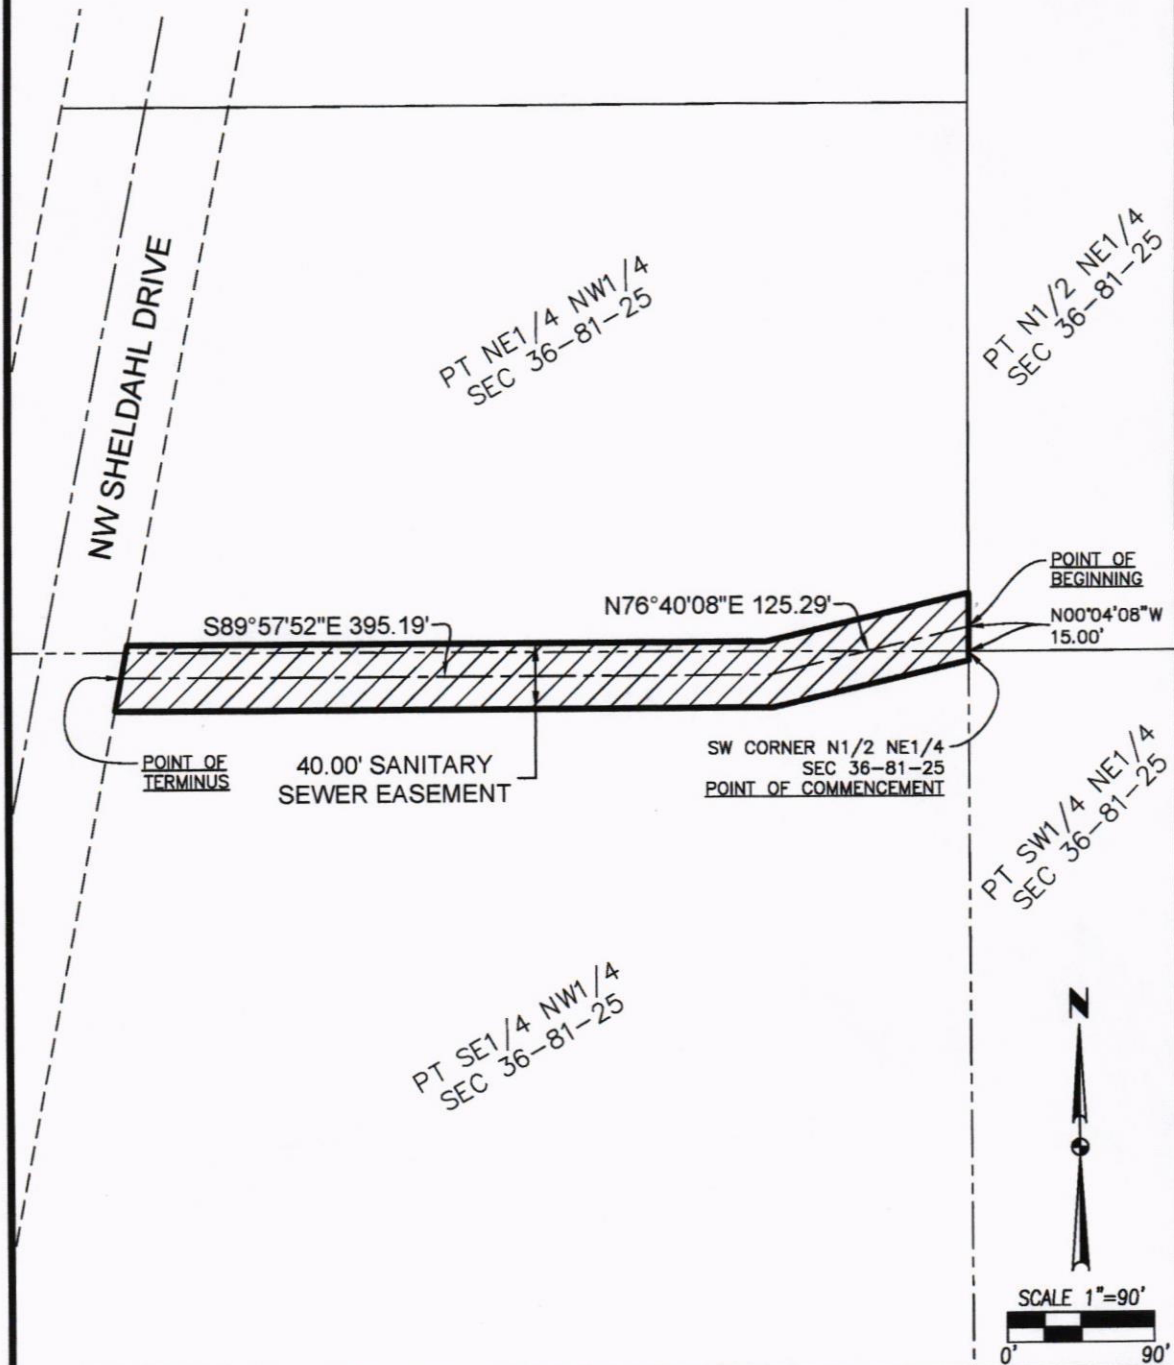 NW SHELDAHL DRIVE
PT NE1/4 NW1/4
SEC 36-81-25
PT N1/2 NE1/4
SEC 36-81-25
POINT OF
BEGINNING
N00°04'08"W
15.00'
N76°40'08"E 125.29'
S89°57'52"E 395.19'
POINT OF
TERMINUS
40.00' SANITARY
SEWER EASEMENT
SW CORNER N1/2 NE1/4
SEC 36-81-25
POINT OF COMMENCEMENT
PT SW1/4 NE1/4
SEC 36-81-25
PT SE1/4 NW1/4
SEC 36-81-25
N
SCALE 1"=90'
0' 90'